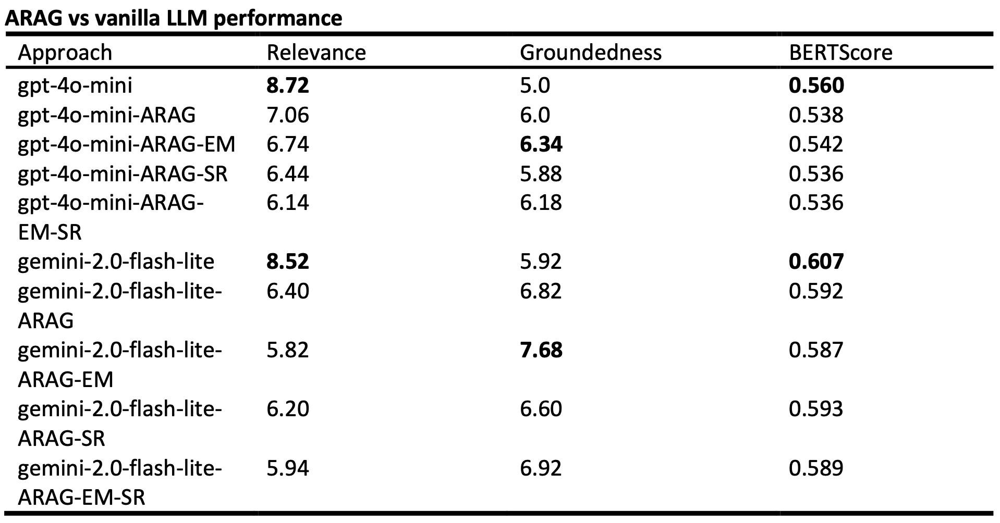 ARAG vs vanilla LLM performance
Approach Relevance Groundedness BERTScore
gpt-4o-mini 8.72 5.0 0.560
gpt-4o-mini-ARAG 7.06 6.0 0.538
gpt-4o-mini-ARAG-EM 6.74 6.34 0.542
gpt-4o-mini-ARAG-SR 6.44 5.88 0.536
gpt-4o-mini-ARAG- 6.14 6.18 0.536
EM-SR
gemini-2.0-flash-lite 8.52 5.92 0.607
gemini-2.0-flash-lite- 6.40 6.82 0.592
ARAG
gemini-2.0-flash-lite- 5.82 7.68 0.587
ARAG-EM
gemini-2.0-flash-lite- 6.20 6.60 0.593
ARAG-SR
gemini-2.0-flash-lite- 5.94 6.92 0.589
ARAG-EM-SR